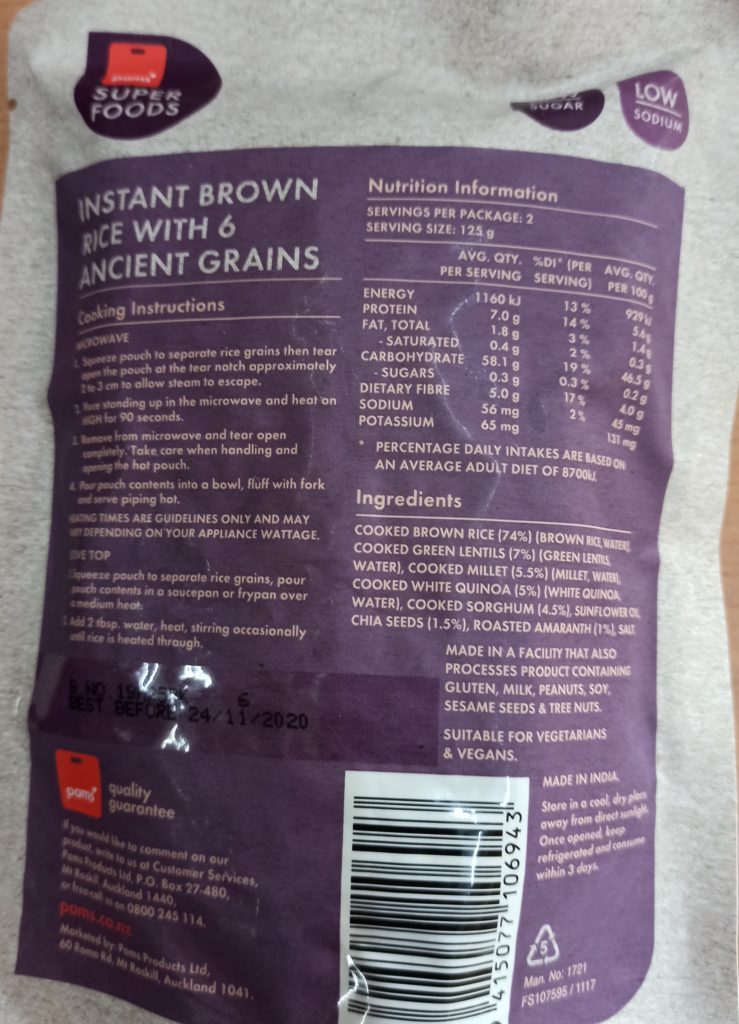 pams
SUPER
FOODS
SUGAR
LOW
SODIUM
INSTANT BROWN
RICE WITH 6
ANCIENT GRAINS
Cooking Instructions
MICROWAVE
1. Squeeze pouch to separate rice grains then tear
open the pouch at the tear notch approximately
2 to 3 cm to allow steam to escape.
2. Place standing up in the microwave and heat on
HIGH for 90 seconds.
3. Remove from microwave and tear open
completely. Take care when handling and
opening the hot pouch.
4. Pour pouch contents into a bowl, fluff with fork
and serve piping hot.
HEATING TIMES ARE GUIDELINES ONLY AND MAY
VARY DEPENDING ON YOUR APPLIANCE WATTAGE.
STOVE TOP
Squeeze pouch to separate rice grains, pour
pouch contents in a saucepan or frypan over
a medium heat.
2. Add 2 tbsp. water, heat, stirring occasionally
until rice is heated through.
B.NO. 6
BEST BEFORE 24/11/2020
pams
quality
guarantee
If you would like to comment on our
product, write to us at Customer Services,
Pams Products Ltd, P.O. Box 27-480,
Mt Roskill, Auckland 1440,
or free-call us on 0800 245 114.
pams.co.nz
Marketed by: Pams Products Ltd,
60 Roma Rd, Mt Roskill, Auckland 1041.
Nutrition Information
SERVINGS PER PACKAGE: 2
SERVING SIZE: 125 g
AVG. QTY. %DI* (PER AVG. QTY.
PER SERVING SERVING) PER 100 g
ENERGY 1160 kJ 13 % 929 kJ
PROTEIN 7.0 g 14 % 5.6 g
FAT, TOTAL 1.8 g 3 % 1.4 g
- SATURATED 0.4 g 2 % 0.3 g
CARBOHYDRATE 58.1 g 19 % 46.5 g
- SUGARS 0.3 g 0.3 % 0.2 g
DIETARY FIBRE 5.0 g 17 % 4.0 g
SODIUM 56 mg 2 % 45 mg
POTASSIUM 65 mg 131 mg
* PERCENTAGE DAILY INTAKES ARE BASED ON
AN AVERAGE ADULT DIET OF 8700kJ.
Ingredients
COOKED BROWN RICE (74%) (BROWN RICE, WATER),
COOKED GREEN LENTILS (7%) (GREEN LENTILS,
WATER), COOKED MILLET (5.5%) (MILLET, WATER),
COOKED WHITE QUINOA (5%) (WHITE QUINOA,
WATER), COOKED SORGHUM (4.5%), SUNFLOWER OIL,
CHIA SEEDS (1.5%), ROASTED AMARANTH (1%), SALT.
MADE IN A FACILITY THAT ALSO
PROCESSES PRODUCT CONTAINING
GLUTEN, MILK, PEANUTS, SOY,
SESAME SEEDS & TREE NUTS.
SUITABLE FOR VEGETARIANS
& VEGANS.
MADE IN INDIA.
Store in a cool, dry place
away from direct sunlight.
Once opened, keep
refrigerated and consume
within 3 days.
9 415077 106943
5
Man. No: 1721
FS107595 / 1117